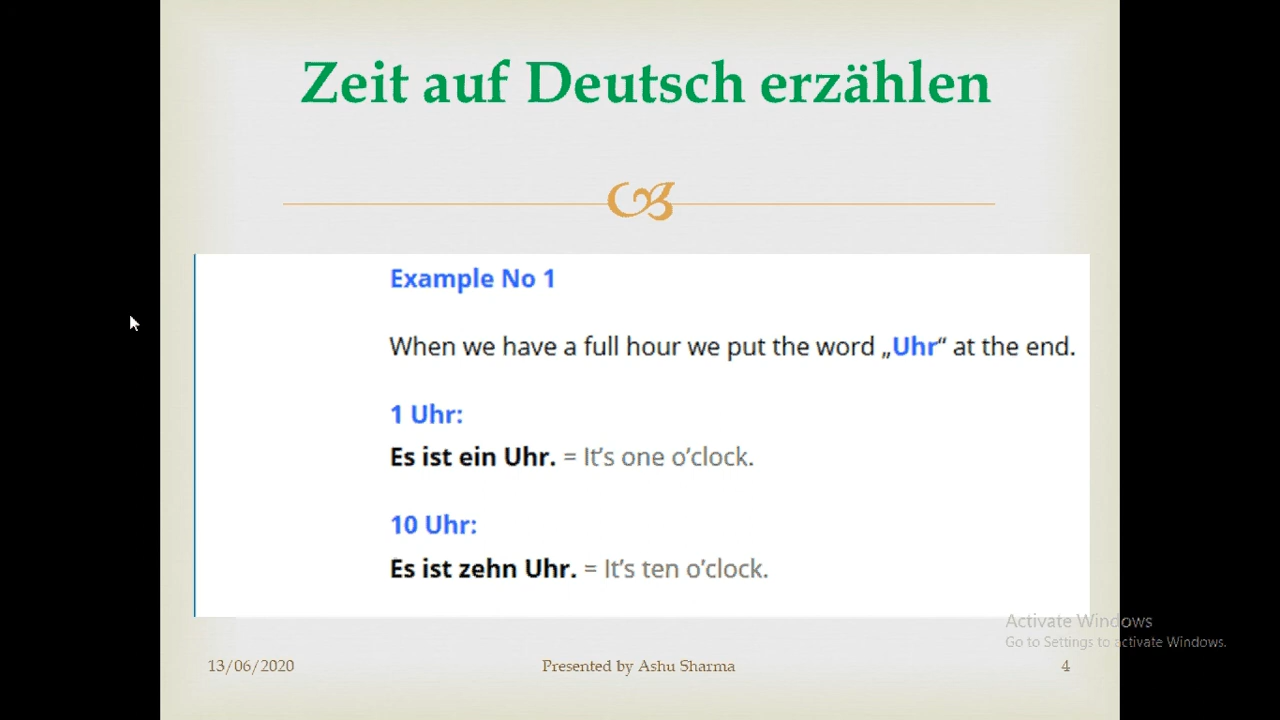 Zeit auf Deutsch erzählen
Example No 1
When we have a full hour we put the word „Uhr“ at the end.
1 Uhr:
Es ist ein Uhr. = It’s one o’clock.
10 Uhr:
Es ist zehn Uhr. = It’s ten o’clock.
Activate Windows
Go to Settings to activate Windows.
13/06/2020
Presented by Ashu Sharma
4